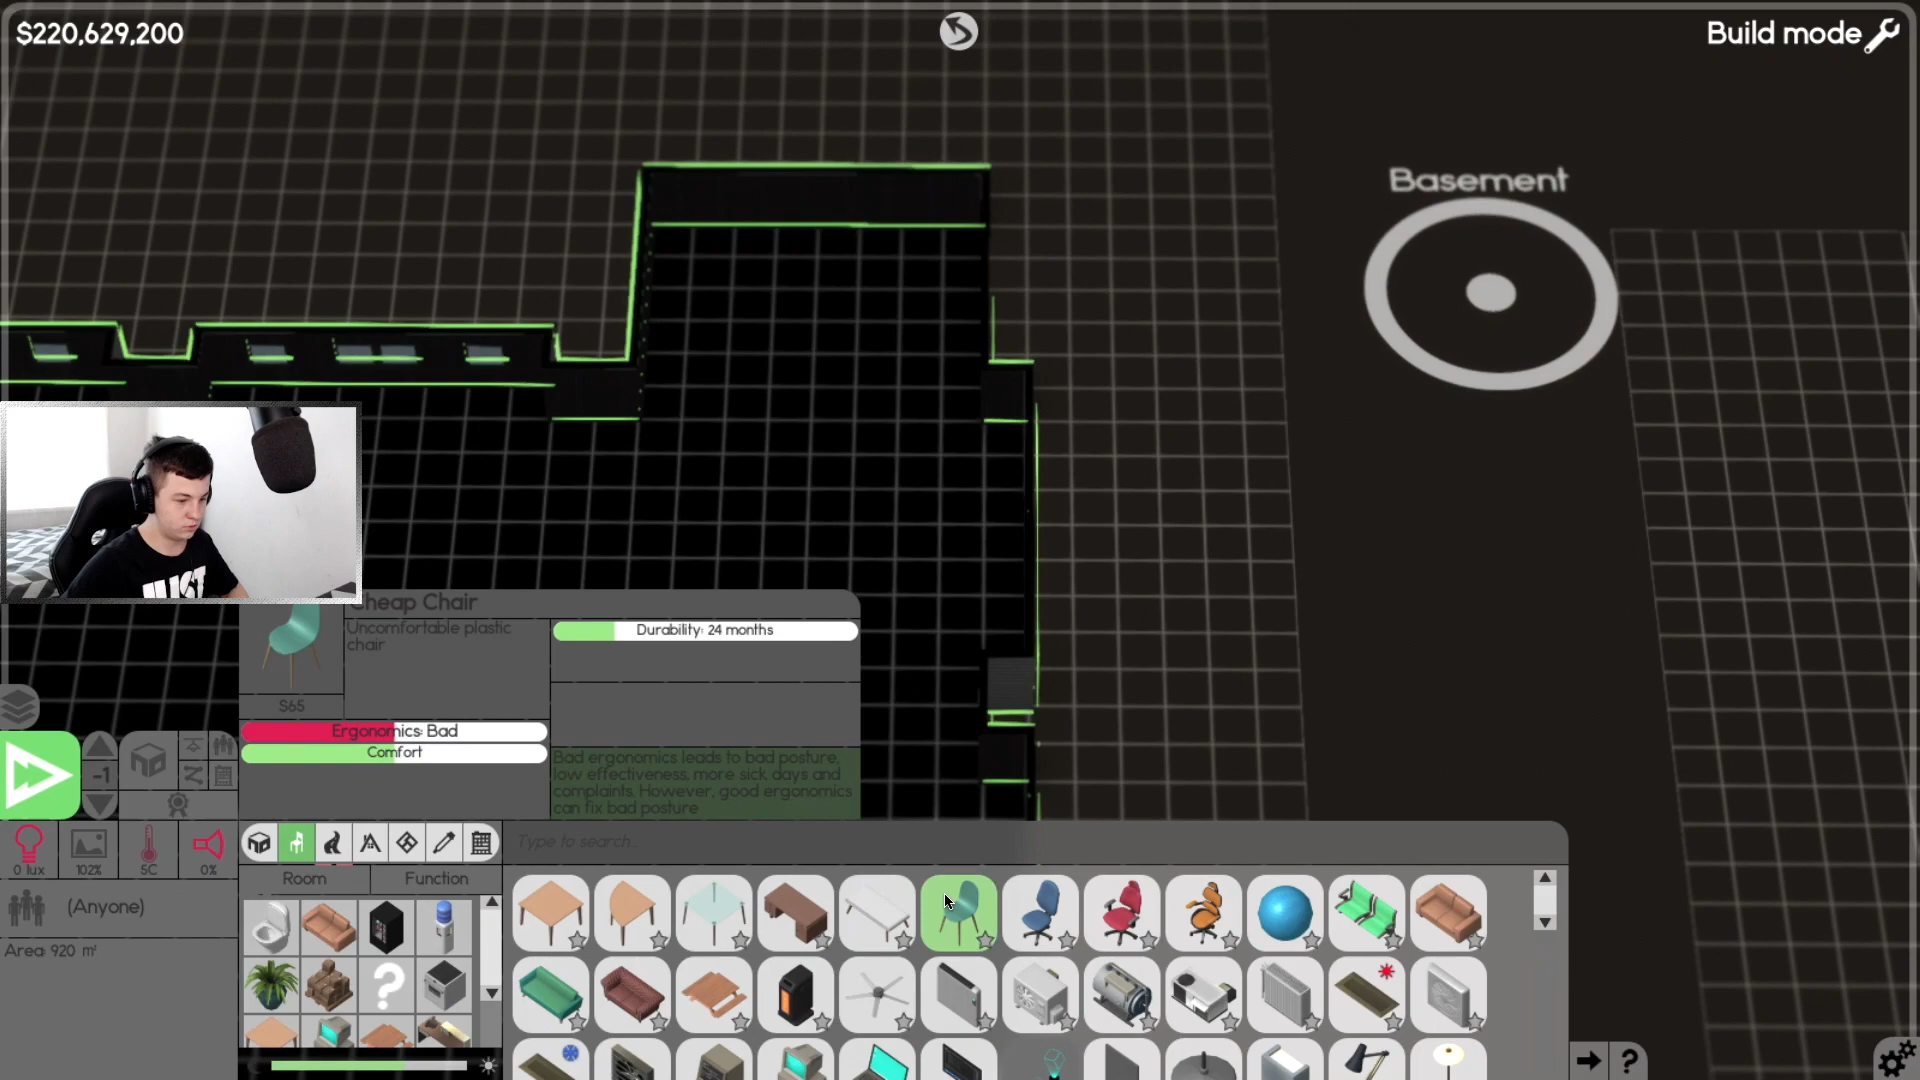 $220,629,200
Build mode
Basement
Cheap Chair
Uncomfortable plastic
chair
Durability: 24 months
$65
Ergonomics: Bad
Comfort
Bad ergonomics leads to bad posture,
low effectiveness, more sick days and
complaints. However, good ergonomics
can fix bad posture
-1
Type to search...
0 lux
102%
5C
0%
Room
Function
(Anyone)
Area: 920 m²
JUST
?
?